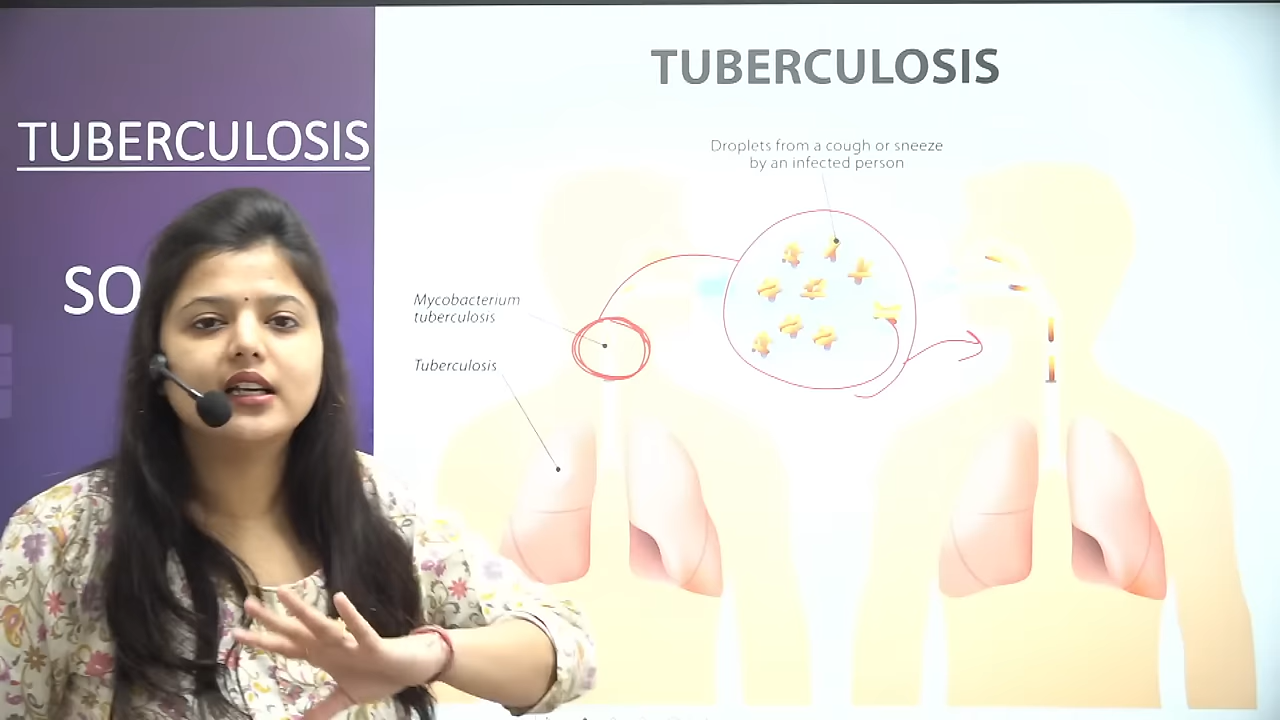 TUBERCULOSIS
SO
TUBERCULOSIS
Droplets from a cough or sneeze
by an infected person
Mycobacterium
tuberculosis
Tuberculosis